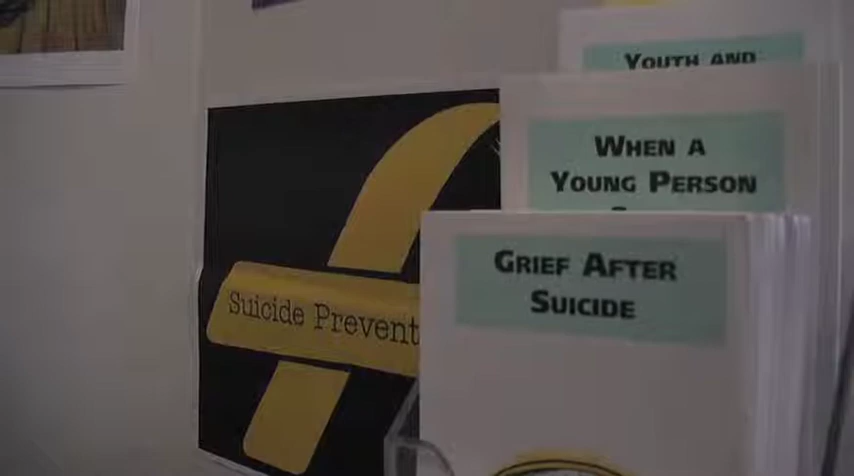 Youth and
When a
Young Person
Grief After
Suicide
Suicide Prevent